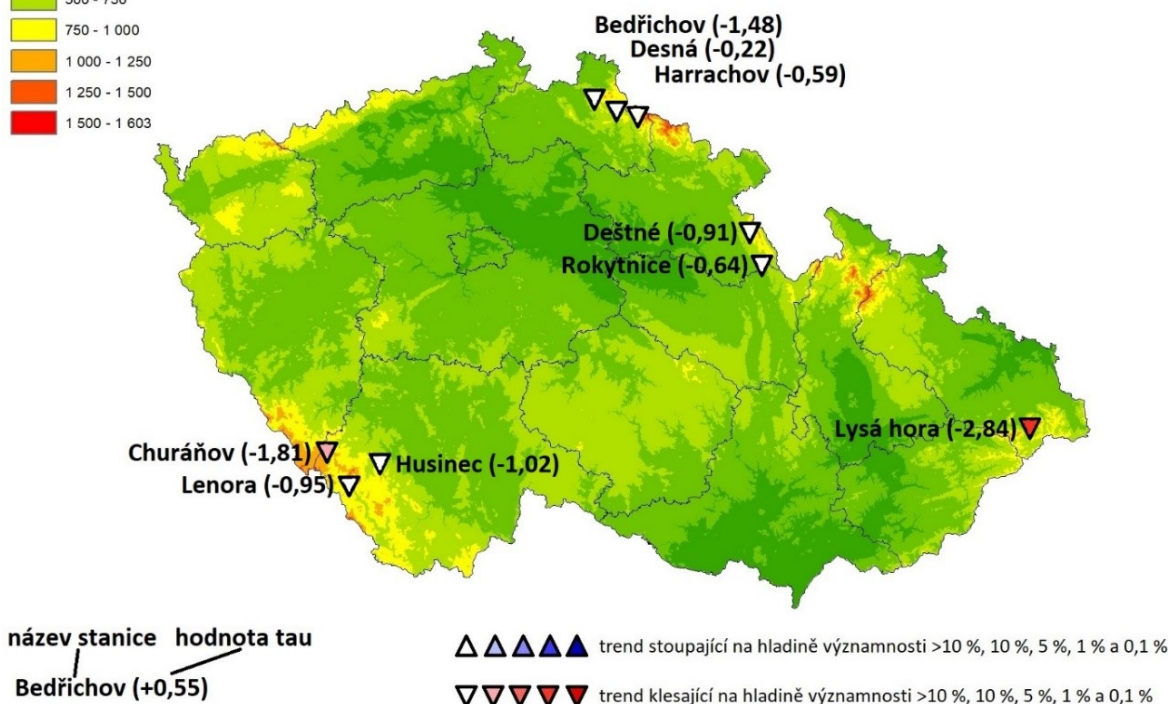 500 - 750
750 - 1 000
1 000 - 1 250
1 250 - 1 500
1 500 - 1 603
Bedřichov (-1,48)
Desná (-0,22)
Harrachov (-0,59)
Deštné (-0,91)
Rokytnice (-0,64)
Lysá hora (-2,84)
Churáňov (-1,81)
Husinec (-1,02)
Lenora (-0,95)
název stanice hodnota tau
Bedřichov (+0,55)
trend stoupající na hladině významnosti >10 %, 10 %, 5 %, 1 % a 0,1 %
trend klesající na hladině významnosti >10 %, 10 %, 5 %, 1 % a 0,1 %